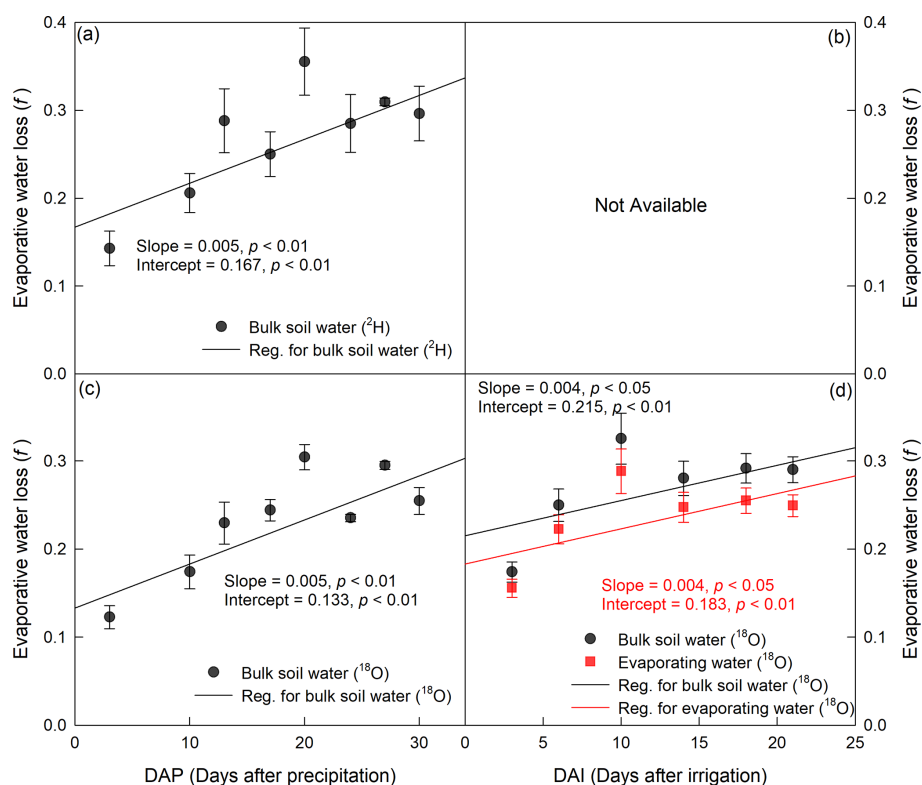 (a)
Evaporative water loss (f)
0.4
0.3
0.2
0.1
0.0
Slope = 0.005, p < 0.01
Intercept = 0.167, p < 0.01
Bulk soil water (²H)
Reg. for bulk soil water (²H)
(b)
Not Available
0.4
0.3
0.2
0.1
0.0
Evaporative water loss (f)
(c)
Evaporative water loss (f)
0.3
0.2
0.1
0.0
Slope = 0.005, p < 0.01
Intercept = 0.133, p < 0.01
Bulk soil water (¹⁸O)
Reg. for bulk soil water (¹⁸O)
0 10 20 30
DAP (Days after precipitation)
(d)
Slope = 0.004, p < 0.05
Intercept = 0.215, p < 0.01
Slope = 0.004, p < 0.05
Intercept = 0.183, p < 0.01
Bulk soil water (¹⁸O)
Evaporating water (¹⁸O)
Reg. for bulk soil water (¹⁸O)
Reg. for evaporating water (¹⁸O)
0.3
0.2
0.1
0.0
Evaporative water loss (f)
0 5 10 15 20 25
DAI (Days after irrigation)